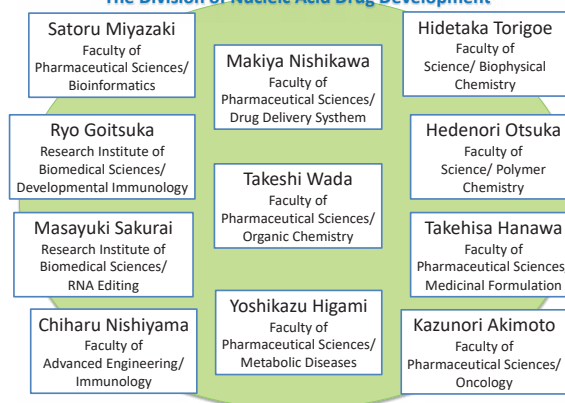 The Division of Nucleic Acid Drug Development
Satoru Miyazaki
Faculty of
Pharmaceutical Sciences/
Bioinformatics
Makiya Nishikawa
Faculty of
Pharmaceutical Sciences/
Drug Delivery Systhem
Hidetaka Torigoe
Faculty of
Science/ Biophysical
Chemistry
Ryo Goitsuka
Research Institute of
Biomedical Sciences/
Developmental Immunology
Takeshi Wada
Faculty of
Pharmaceutical Sciences/
Organic Chemistry
Hedenori Otsuka
Faculty of
Science/ Polymer
Chemistry
Masayuki Sakurai
Research Institute of
Biomedical Sciences/
RNA Editing
Takehisa Hanawa
Faculty of
Pharmaceutical Sciences/
Medicinal Formulation
Chiharu Nishiyama
Faculty of
Advanced Engineering/
Immunology
Yoshikazu Higami
Faculty of
Pharmaceutical Sciences/
Metabolic Diseases
Kazunori Akimoto
Faculty of
Pharmaceutical Sciences/
Oncology